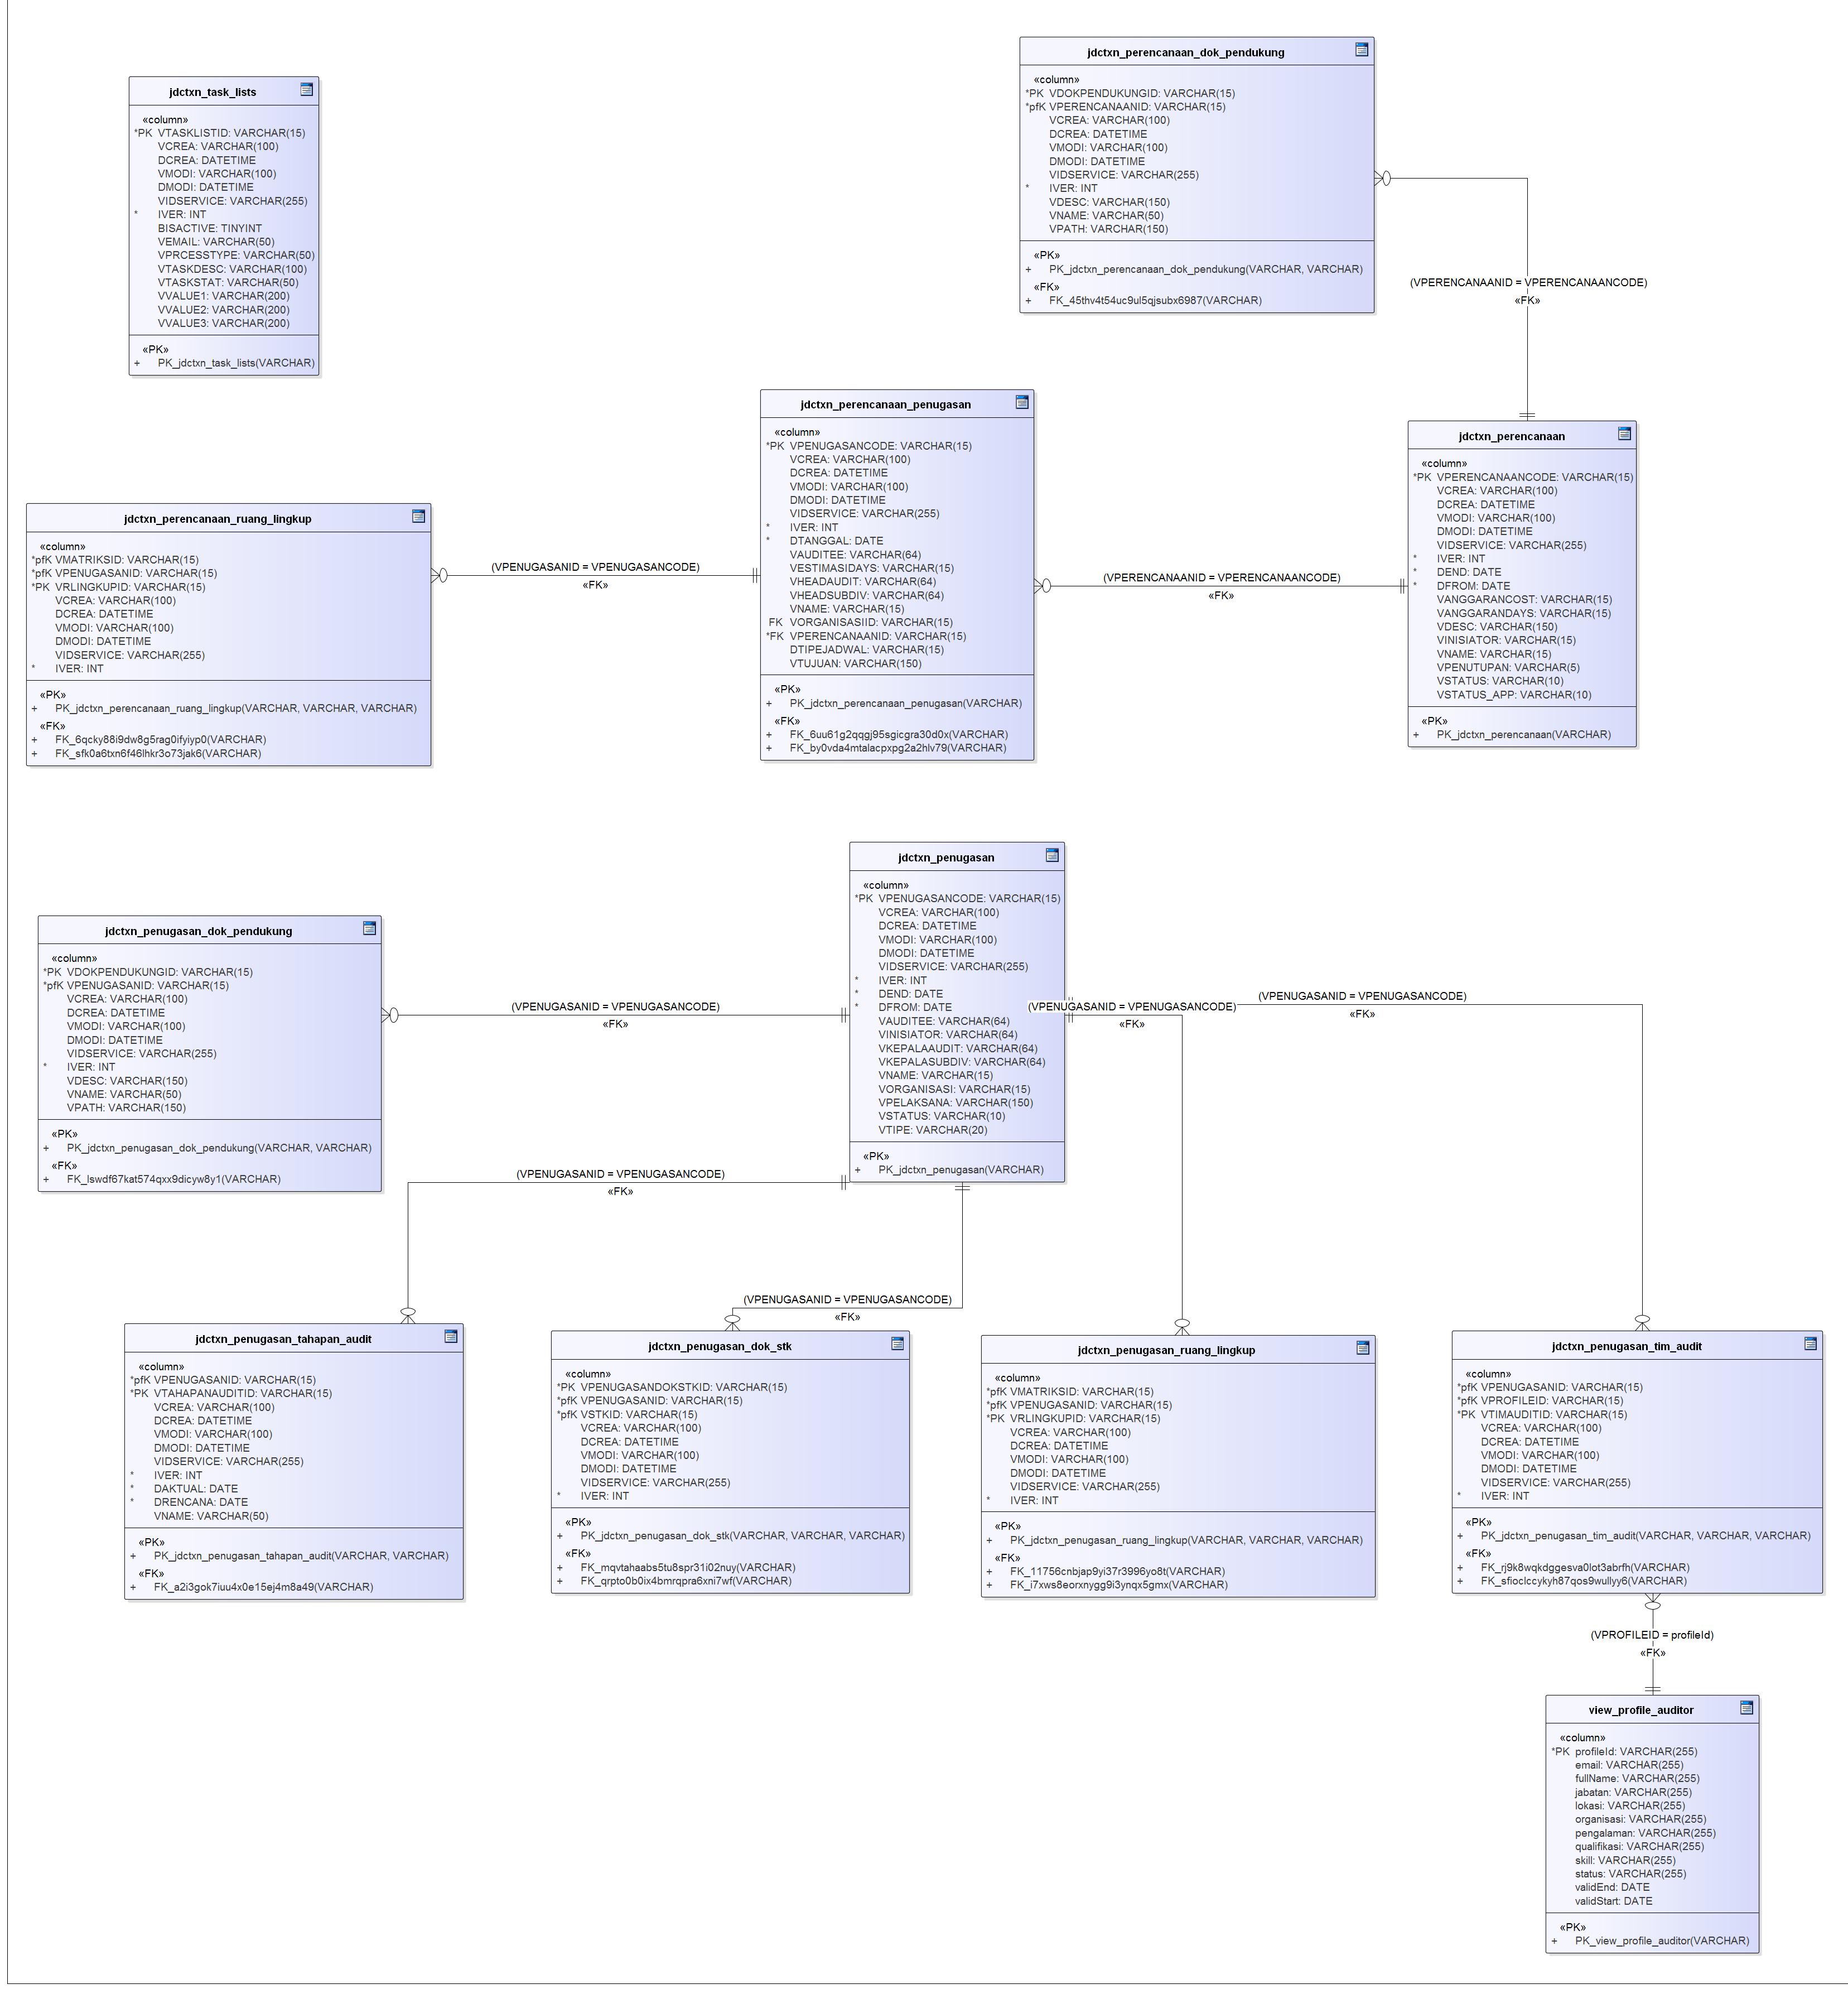 jdctxn_perencanaan_dok_pendukung
«column»
*PK VDOKPENDUKUNGID: VARCHAR(15)
*pfK VPERENCANAANID: VARCHAR(15)
VCREA: VARCHAR(100)
DCREA: DATETIME
VMODI: VARCHAR(100)
DMODI: DATETIME
VIDSERVICE: VARCHAR(255)
* IVER: INT
VDESC: VARCHAR(150)
VNAME: VARCHAR(50)
VPATH: VARCHAR(150)
«PK»
+ PK_jdctxn_perencanaan_dok_pendukung(VARCHAR, VARCHAR)
«FK»
+ FK_45thv4t54uc9ul5qjsubx6987(VARCHAR)
jdctxn_task_lists
«column»
*PK VTASKLISTID: VARCHAR(15)
VCREA: VARCHAR(100)
DCREA: DATETIME
VMODI: VARCHAR(100)
DMODI: DATETIME
VIDSERVICE: VARCHAR(255)
* IVER: INT
BISACTIVE: TINYINT
VEMAIL: VARCHAR(50)
VPRCESSTYPE: VARCHAR(50)
VTASKDESC: VARCHAR(100)
VTASKSTAT: VARCHAR(50)
VVALUE1: VARCHAR(200)
VVALUE2: VARCHAR(200)
VVALUE3: VARCHAR(200)
«PK»
+ PK_jdctxn_task_lists(VARCHAR)
(VPERENCANAANID = VPERENCANAANCODE)
«FK»
jdctxn_perencanaan_penugasan
«column»
*PK VPENUGASANCODE: VARCHAR(15)
VCREA: VARCHAR(100)
DCREA: DATETIME
VMODI: VARCHAR(100)
DMODI: DATETIME
VIDSERVICE: VARCHAR(255)
* IVER: INT
* DTANGGAL: DATE
VAUDITEE: VARCHAR(64)
VESTIMASIDAYS: VARCHAR(15)
VHEADAUDIT: VARCHAR(64)
VHEADSUBDIV: VARCHAR(64)
VNAME: VARCHAR(15)
FK VORGANISASIID: VARCHAR(15)
*FK VPERENCANAANID: VARCHAR(15)
DTIPEJADWAL: VARCHAR(15)
VTUJUAN: VARCHAR(150)
«PK»
+ PK_jdctxn_perencanaan_penugasan(VARCHAR)
«FK»
+ FK_6uu61g2qqgj95sgicgra30d0x(VARCHAR)
+ FK_by0vda4mtalacpxpg2a2hlv79(VARCHAR)
jdctxn_perencanaan
«column»
*PK VPERENCANAANCODE: VARCHAR(15)
VCREA: VARCHAR(100)
DCREA: DATETIME
VMODI: VARCHAR(100)
DMODI: DATETIME
VIDSERVICE: VARCHAR(255)
* IVER: INT
* DEND: DATE
* DFROM: DATE
VANGGARANCOST: VARCHAR(15)
VANGGARANDAYS: VARCHAR(15)
VDESC: VARCHAR(150)
VINISIATOR: VARCHAR(15)
VNAME: VARCHAR(15)
VPENUTUPAN: VARCHAR(5)
VSTATUS: VARCHAR(10)
VSTATUS_APP: VARCHAR(10)
«PK»
+ PK_jdctxn_perencanaan(VARCHAR)
jdctxn_perencanaan_ruang_lingkup
«column»
*pfK VMATRIKSID: VARCHAR(15)
*pfK VPENUGASANID: VARCHAR(15)
*PK VRLINGKUPID: VARCHAR(15)
VCREA: VARCHAR(100)
DCREA: DATETIME
VMODI: VARCHAR(100)
DMODI: DATETIME
VIDSERVICE: VARCHAR(255)
* IVER: INT
«PK»
+ PK_jdctxn_perencanaan_ruang_lingkup(VARCHAR, VARCHAR, VARCHAR)
«FK»
+ FK_6qcky88i9dw8g5rag0ifyiyp0(VARCHAR)
+ FK_sfk0a6txn6f46lhkr3o73jak6(VARCHAR)
(VPENUGASANID = VPENUGASANCODE)
«FK»
(VPERENCANAANID = VPERENCANAANCODE)
«FK»
jdctxn_penugasan
«column»
*PK VPENUGASANCODE: VARCHAR(15)
VCREA: VARCHAR(100)
DCREA: DATETIME
VMODI: VARCHAR(100)
DMODI: DATETIME
VIDSERVICE: VARCHAR(255)
* IVER: INT
* DEND: DATE
* DFROM: DATE
VAUDITEE: VARCHAR(64)
VINISIATOR: VARCHAR(64)
VKEPALAAUDIT: VARCHAR(64)
VKEPALASUBDIV: VARCHAR(64)
VNAME: VARCHAR(15)
VORGANISASI: VARCHAR(15)
VPELAKSANA: VARCHAR(150)
VSTATUS: VARCHAR(10)
VTIPE: VARCHAR(20)
«PK»
+ PK_jdctxn_penugasan(VARCHAR)
jdctxn_penugasan_dok_pendukung
«column»
*PK VDOKPENDUKUNGID: VARCHAR(15)
*pfK VPENUGASANID: VARCHAR(15)
VCREA: VARCHAR(100)
DCREA: DATETIME
VMODI: VARCHAR(100)
DMODI: DATETIME
VIDSERVICE: VARCHAR(255)
* IVER: INT
VDESC: VARCHAR(150)
VNAME: VARCHAR(50)
VPATH: VARCHAR(150)
«PK»
+ PK_jdctxn_penugasan_dok_pendukung(VARCHAR, VARCHAR)
«FK»
+ FK_lswdf67kat574qxx9dicyw8y1(VARCHAR)
(VPENUGASANID = VPENUGASANCODE)
«FK»
(VPENUGASANID = VPENUGASANCODE)
«FK»
(VPENUGASANID = VPENUGASANCODE)
«FK»
(VPENUGASANID = VPENUGASANCODE)
«FK»
(VPENUGASANID = VPENUGASANCODE)
«FK»
jdctxn_penugasan_tahapan_audit
«column»
*pfK VPENUGASANID: VARCHAR(15)
*PK VTAHAPANAUDITID: VARCHAR(15)
VCREA: VARCHAR(100)
DCREA: DATETIME
VMODI: VARCHAR(100)
DMODI: DATETIME
VIDSERVICE: VARCHAR(255)
* IVER: INT
* DAKTUAL: DATE
* DRENCANA: DATE
VNAME: VARCHAR(50)
«PK»
+ PK_jdctxn_penugasan_tahapan_audit(VARCHAR, VARCHAR)
«FK»
+ FK_a2i3gok7iuu4x0e15ej4m8a49(VARCHAR)
jdctxn_penugasan_dok_stk
«column»
*PK VPENUGASANDOKSTKID: VARCHAR(15)
*pfK VPENUGASANID: VARCHAR(15)
*pfK VSTKID: VARCHAR(15)
VCREA: VARCHAR(100)
DCREA: DATETIME
VMODI: VARCHAR(100)
DMODI: DATETIME
VIDSERVICE: VARCHAR(255)
* IVER: INT
«PK»
+ PK_jdctxn_penugasan_dok_stk(VARCHAR, VARCHAR, VARCHAR)
«FK»
+ FK_mqvtahaabs5tu8spr31i02nuy(VARCHAR)
+ FK_qrpto0b0ix4bmrqpra6xni7wf(VARCHAR)
jdctxn_penugasan_ruang_lingkup
«column»
*pfK VMATRIKSID: VARCHAR(15)
*pfK VPENUGASANID: VARCHAR(15)
*PK VRLINGKUPID: VARCHAR(15)
VCREA: VARCHAR(100)
DCREA: DATETIME
VMODI: VARCHAR(100)
DMODI: DATETIME
VIDSERVICE: VARCHAR(255)
* IVER: INT
«PK»
+ PK_jdctxn_penugasan_ruang_lingkup(VARCHAR, VARCHAR, VARCHAR)
«FK»
+ FK_11756cnbjap9yi37r3996yo8t(VARCHAR)
+ FK_i7xws8eorxnygg9i3ynqx5gmx(VARCHAR)
jdctxn_penugasan_tim_audit
«column»
*pfK VPENUGASANID: VARCHAR(15)
*pfK VPROFILEID: VARCHAR(15)
*PK VTIMAUDITID: VARCHAR(15)
VCREA: VARCHAR(100)
DCREA: DATETIME
VMODI: VARCHAR(100)
DMODI: DATETIME
VIDSERVICE: VARCHAR(255)
* IVER: INT
«PK»
+ PK_jdctxn_penugasan_tim_audit(VARCHAR, VARCHAR, VARCHAR)
«FK»
+ FK_rj9k8wqkdggesva0lot3abrfh(VARCHAR)
+ FK_sfioclccykyh87qos9wullyy6(VARCHAR)
(VPROFILEID = profileId)
«FK»
view_profile_auditor
«column»
*PK profileId: VARCHAR(255)
email: VARCHAR(255)
fullName: VARCHAR(255)
jabatan: VARCHAR(255)
lokasi: VARCHAR(255)
organisasi: VARCHAR(255)
pengalaman: VARCHAR(255)
qualifikasi: VARCHAR(255)
skill: VARCHAR(255)
status: VARCHAR(255)
validEnd: DATE
validStart: DATE
«PK»
+ PK_view_profile_auditor(VARCHAR)